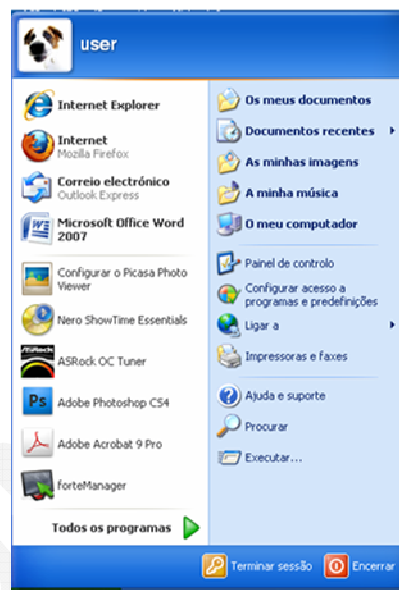 user
Internet Explorer
Internet
Mozilla Firefox
Correio electrónico
Outlook Express
Microsoft Office Word
2007
Configurar o Picasa Photo
Viewer
Nero ShowTime Essentials
ASRock OC Tuner
Adobe Photoshop CS4
Adobe Acrobat 9 Pro
forteManager
Todos os programas
Os meus documentos
Documentos recentes
As minhas imagens
A minha música
O meu computador
Painel de controlo
Configurar acesso a
programas e predefinições
Ligar a
Impressoras e faxes
Ajuda e suporte
Procurar
Executar...
Terminar sessão
Encerrar